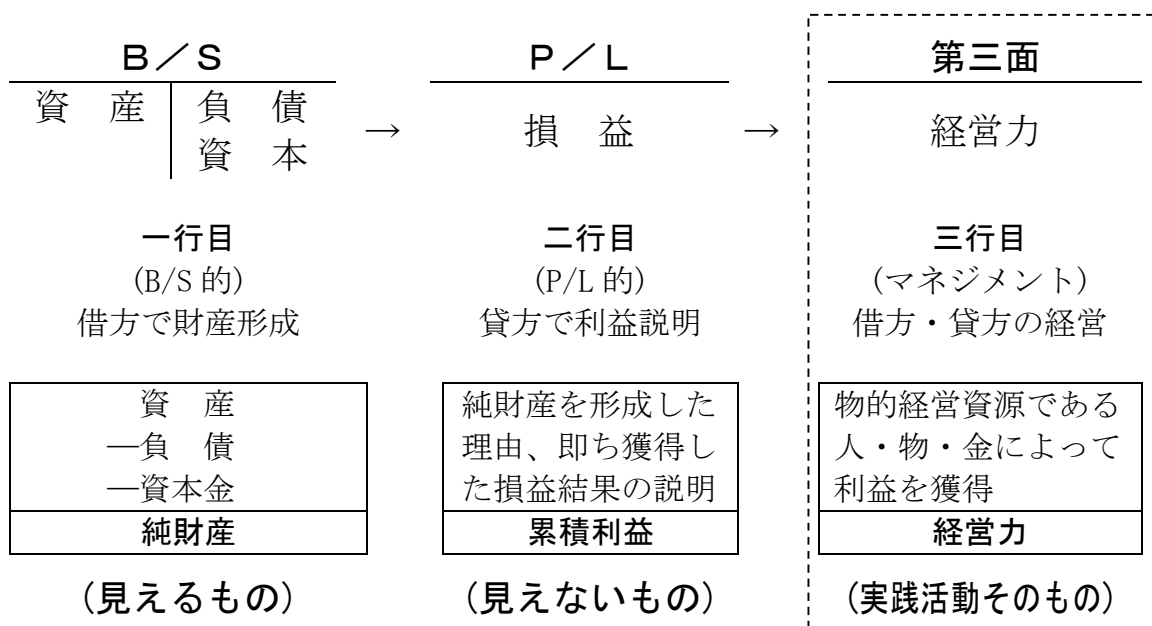 B/S
資 産 負 債
資 本
→
一行目
(B/S的)
借方で財産形成
資 産
―負 債
―資本金
純財産
(見えるもの)
P/L
損 益
→
二行目
(P/L的)
貸方で利益説明
純財産を形成した
理由、即ち獲得し
た損益結果の説明
累積利益
(見えないもの)
第三面
経営力
三行目
(マネジメント)
借方・貸方の経営
物的経営資源である
人・物・金によって
利益を獲得
経営力
(実践活動そのもの)